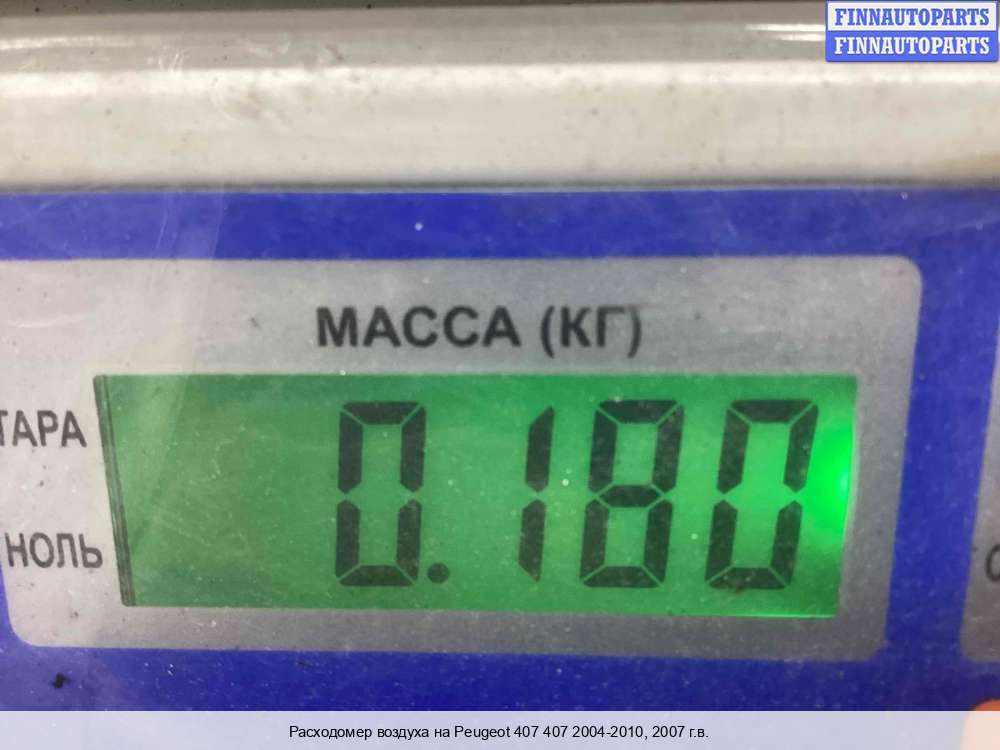 FINNAUTOPARTS
FINNAUTOPARTS
МАССА (КГ)
ТАРА
0.180
НОЛЬ
Расходомер воздуха на Peugeot 407 407 2004-2010, 2007 г.в.